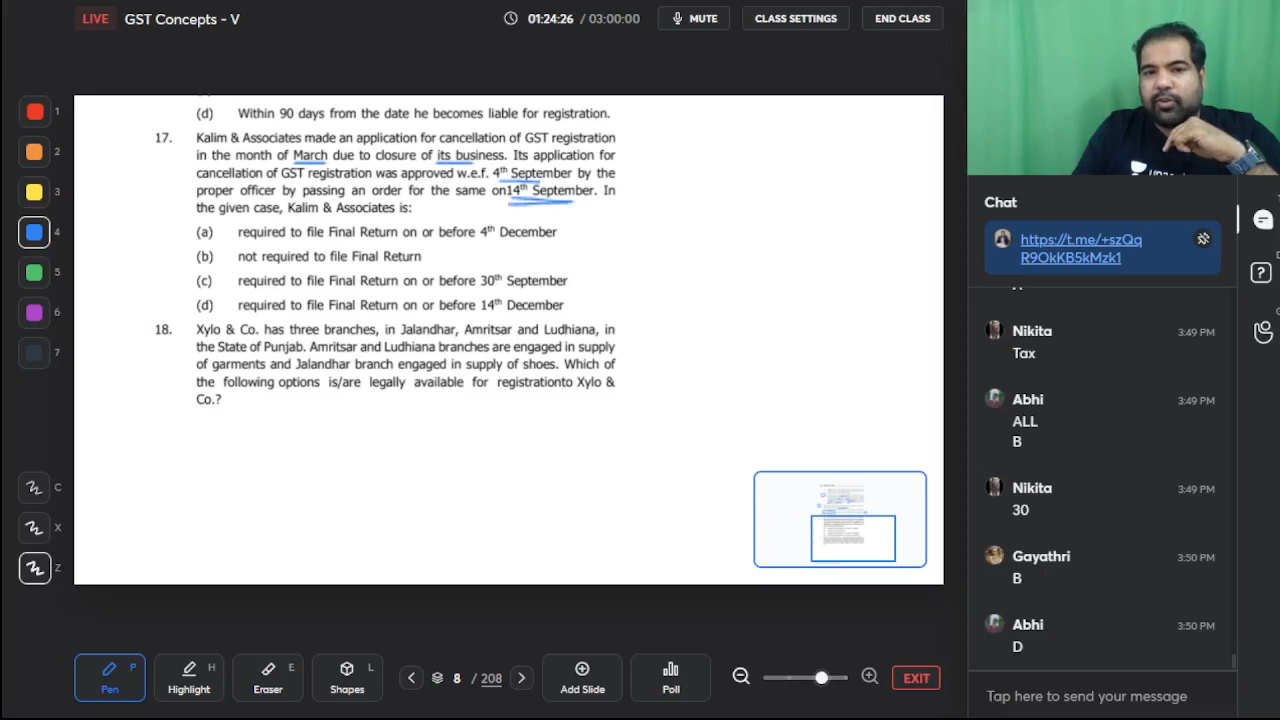 LIVE GST Concepts - V
01:24:26 / 03:00:00
MUTE
CLASS SETTINGS
END CLASS
1
2
3
4
5
6
7
C
X
Z
(d) Within 90 days from the date he becomes liable for registration.
17. Kalim & Associates made an application for cancellation of GST registration
in the month of March due to closure of its business. Its application for
cancellation of GST registration was approved w.e.f. 4th September by the
proper officer by passing an order for the same on14th September. In
the given case, Kalim & Associates is:
(a) required to file Final Return on or before 4th December
(b) not required to file Final Return
(c) required to file Final Return on or before 30th September
(d) required to file Final Return on or before 14th December
18. Xylo & Co. has three branches, in Jalandhar, Amritsar and Ludhiana, in
the State of Punjab. Amritsar and Ludhiana branches are engaged in supply
of garments and Jalandhar branch engaged in supply of shoes. Which of
the following options is/are legally available for registrationto Xylo &
Co.?
Chat
https://t.me/+szQq
R9OkKB5kMzk1
Nikita 3:49 PM
Tax
Abhi 3:49 PM
ALL
B
Nikita 3:49 PM
30
Gayathri 3:50 PM
B
Abhi 3:50 PM
D
Tap here to send your message
Pen P
Highlight H
Eraser E
Shapes L
8 / 208
Add Slide
Poll
EXIT